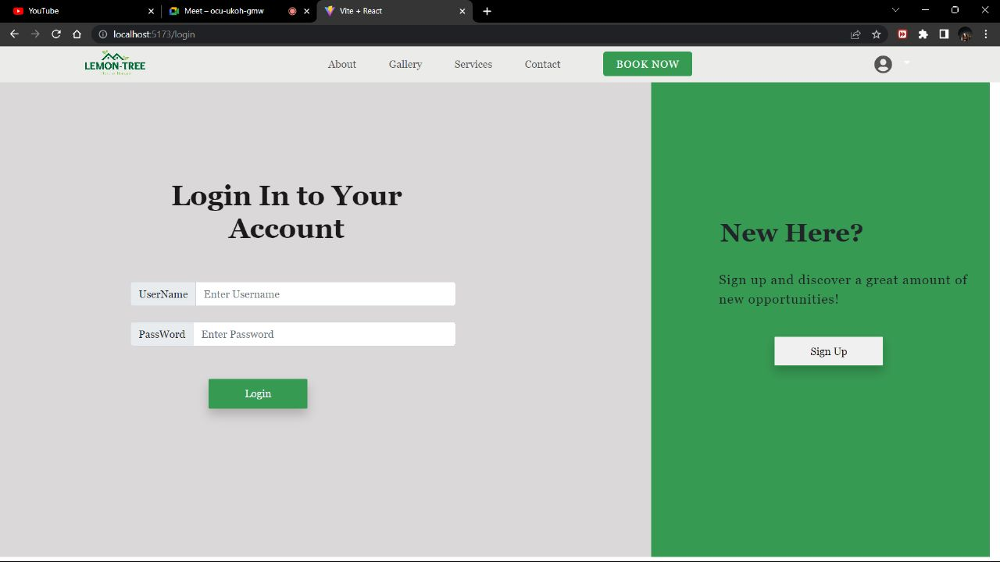 YouTube
Meet – ocu-ukoh-gmw
Vite + React
localhost:5173/login
LEMON-TREE
About
Gallery
Services
Contact
BOOK NOW
Login In to Your
Account
UserName
Enter Username
PassWord
Enter Password
Login
New Here?
Sign up and discover a great amount of
new opportunities!
Sign Up